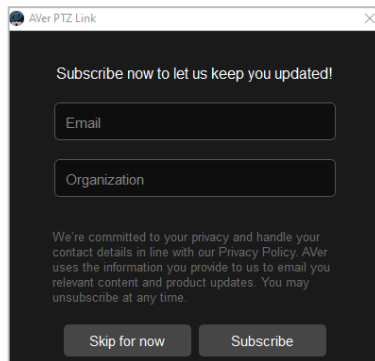 AVer PTZ Link
Subscribe now to let us keep you updated!
Email
Organization
We're committed to your privacy and handle your
contact details in line with our Privacy Policy. AVer
uses the information you provide to us to email you
relevant content and product updates. You may
unsubscribe at any time.
Skip for now
Subscribe